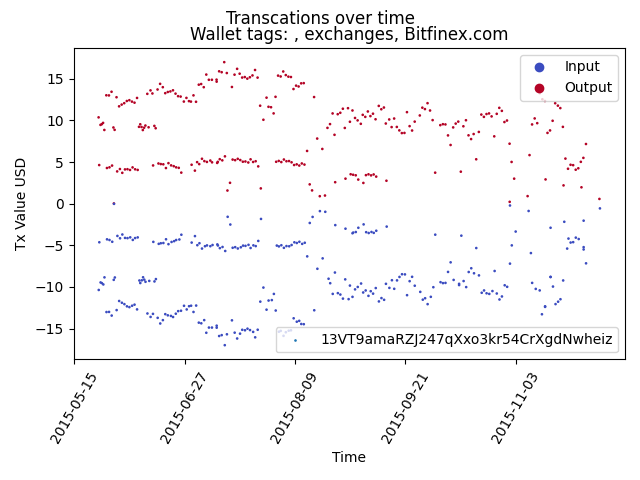 Transcations over time
Wallet tags: , exchanges, Bitfinex.com
Input
Output
Tx Value USD
15
10
5
0
−5
−10
−15
13VT9amaRZJ247qXxo3kr54CrXgdNwheiz
2015-05-15
2015-06-27
2015-08-09
2015-09-21
2015-11-03
Time